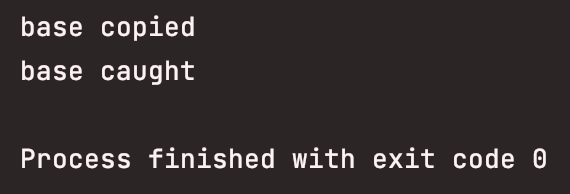 base copied
base caught
Process finished with exit code 0